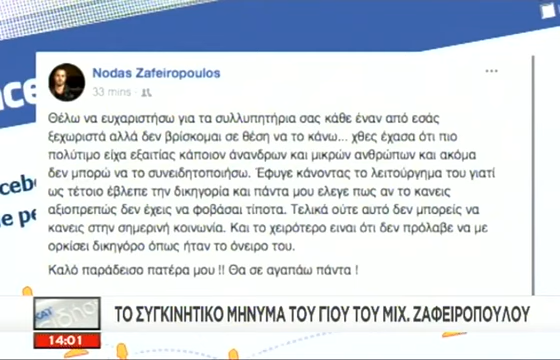 Nodas Zafeiropoulos
33 mins
Θέλω να ευχαριστήσω για τα συλλυπητήρια σας κάθε έναν από εσάς
ξεχωριστά αλλά δεν βρίσκομαι σε θέση να το κάνω... χθες έχασα ότι πιο
πολύτιμο είχα εξαιτίας κάποιον άνανδρων και μικρών ανθρώπων και ακόμα
δεν μπορώ να το συνειδητοποιήσω. Έφυγε κάνοντας το λειτούργημα του γιατί
ως τέτοιο έβλεπε την δικηγορία και πάντα μου ελεγε πως αν το κανεις
αξιοπρεπώς δεν έχεις να φοβάσαι τίποτα. Τελικά ούτε αυτό δεν μπορείς να
κανεις στην σημερινή κοινωνία. Και το χειρότερο ειναι ότι δεν πρόλαβε να με
ορκίσει δικηγόρο όπως ήταν το όνειρο του.
Καλό παράδεισο πατέρα μου !! Θα σε αγαπάω πάντα !
ΤΟ ΣΥΓΚΙΝΗΤΙΚΟ ΜΗΝΥΜΑ ΤΟΥ ΓΙΟΥ ΤΟΥ ΜΙΧ. ΖΑΦΕΙΡΟΠΟΥΛΟΥ
14:01